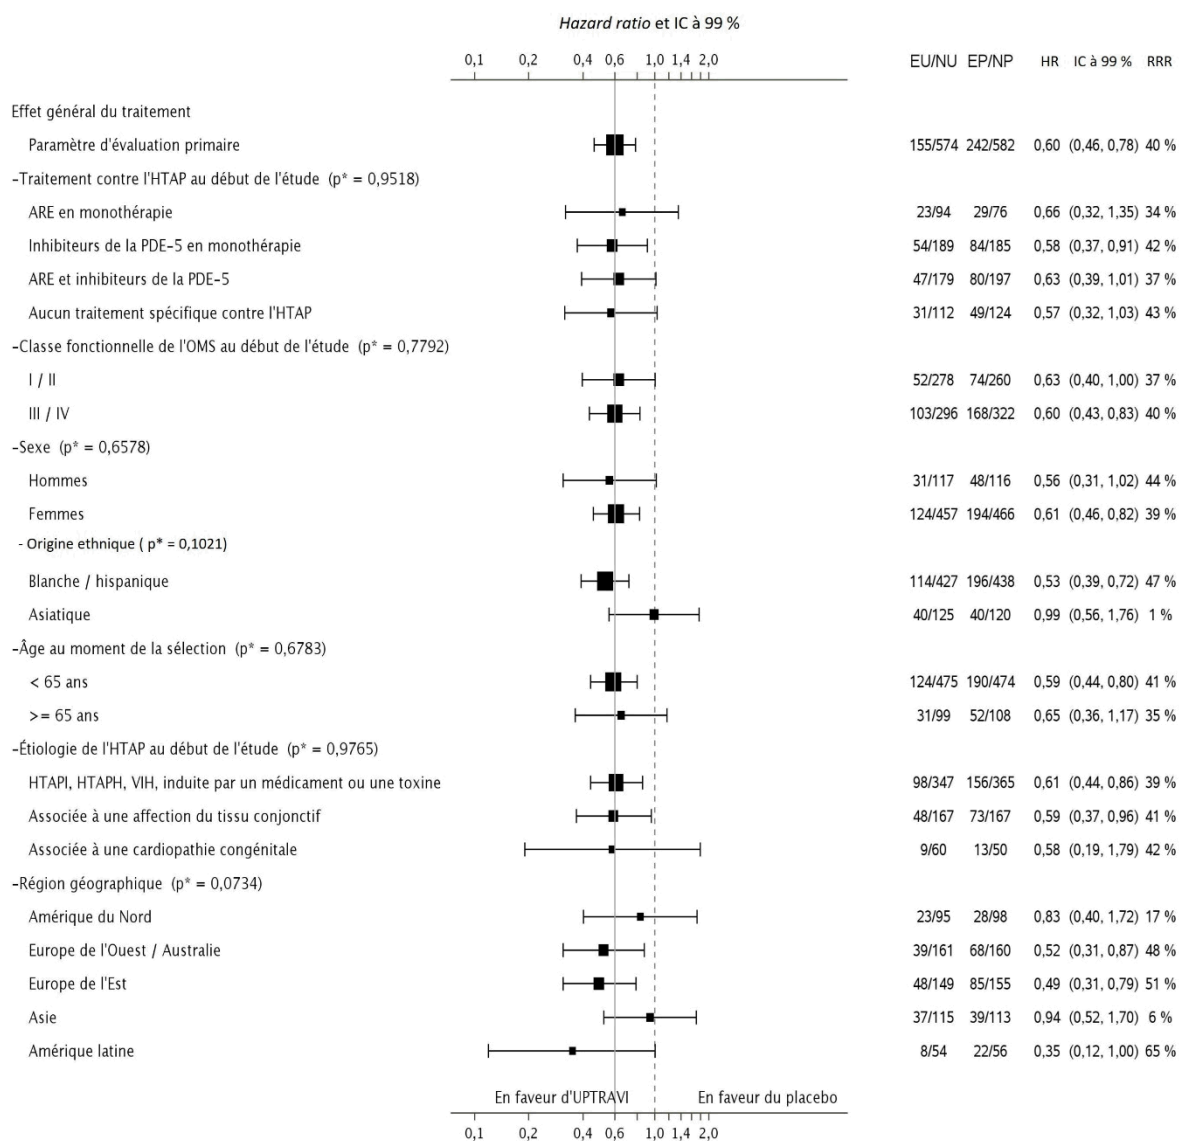 Hazard ratio et IC à 99 %
0,1 0,2 0,4 0,6 1,0 1,4 2,0 EU/NU EP/NP HR IC à 99 % RRR
Effet général du traitement
Paramètre d'évaluation primaire 155/574 242/582 0,60 (0,46, 0,78) 40 %
-Traitement contre l'HTAP au début de l'étude (p* = 0,9518)
ARE en monothérapie 23/94 29/76 0,66 (0,32, 1,35) 34 %
Inhibiteurs de la PDE-5 en monothérapie 54/189 84/185 0,58 (0,37, 0,91) 42 %
ARE et inhibiteurs de la PDE-5 47/179 80/197 0,63 (0,39, 1,01) 37 %
Aucun traitement spécifique contre l'HTAP 31/112 49/124 0,57 (0,32, 1,03) 43 %
-Classe fonctionnelle de l'OMS au début de l'étude (p* = 0,7792)
I / II 52/278 74/260 0,63 (0,40, 1,00) 37 %
III / IV 103/296 168/322 0,60 (0,43, 0,83) 40 %
-Sexe (p* = 0,6578)
Hommes 31/117 48/116 0,56 (0,31, 1,02) 44 %
Femmes 124/457 194/466 0,61 (0,46, 0,82) 39 %
- Origine ethnique ( p* = 0,1021)
Blanche / hispanique 114/427 196/438 0,53 (0,39, 0,72) 47 %
Asiatique 40/125 40/120 0,99 (0,56, 1,76) 1 %
-Âge au moment de la sélection (p* = 0,6783)
< 65 ans 124/475 190/474 0,59 (0,44, 0,80) 41 %
>= 65 ans 31/99 52/108 0,65 (0,36, 1,17) 35 %
-Étiologie de l'HTAP au début de l'étude (p* = 0,9765)
HTAPI, HTAPH, VIH, induite par un médicament ou une toxine 98/347 156/365 0,61 (0,44, 0,86) 39 %
Associée à une affection du tissu conjonctif 48/167 73/167 0,59 (0,37, 0,96) 41 %
Associée à une cardiopathie congénitale 9/60 13/50 0,58 (0,19, 1,79) 42 %
-Région géographique (p* = 0,0734)
Amérique du Nord 23/95 28/98 0,83 (0,40, 1,72) 17 %
Europe de l'Ouest / Australie 39/161 68/160 0,52 (0,31, 0,87) 48 %
Europe de l'Est 48/149 85/155 0,49 (0,31, 0,79) 51 %
Asie 37/115 39/113 0,94 (0,52, 1,70) 6 %
Amérique latine 8/54 22/56 0,35 (0,12, 1,00) 65 %
En faveur d'UPTRAVI En faveur du placebo
0,1 0,2 0,4 0,6 1,0 1,4 2,0